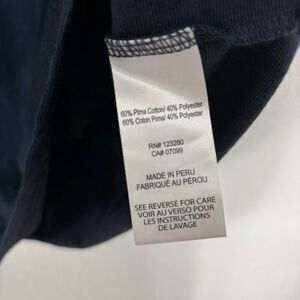 60% Pima Cotton/ 40% Polyester
60% Coton Pima/ 40% Polyester
RN# 123280
CA# 07099
MADE IN PERU
FABRIQUÉ AU PÉROU
SEE REVERSE FOR CARE
VOIR AU VERSO POUR
LES INSTRUCTIONS
DE LAVAGE